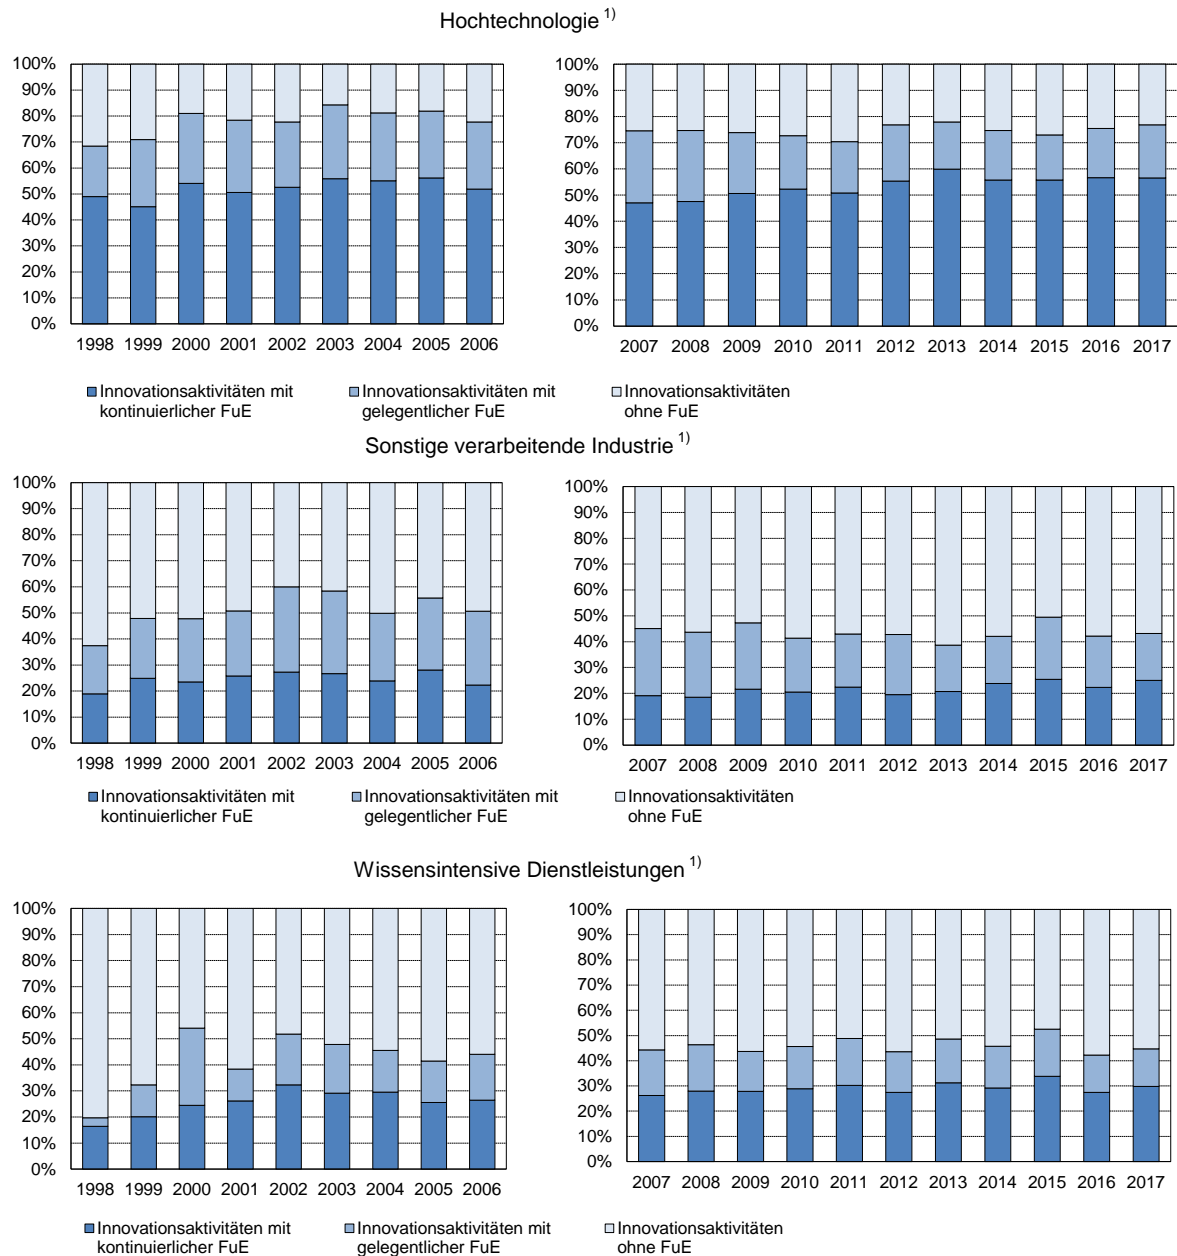 Hochtechnologie 1)
100%
90%
80%
70%
60%
50%
40%
30%
20%
10%
0%
1998 1999 2000 2001 2002 2003 2004 2005 2006
100%
90%
80%
70%
60%
50%
40%
30%
20%
10%
0%
2007 2008 2009 2010 2011 2012 2013 2014 2015 2016 2017
Innovationsaktivitäten mit
kontinuierlicher FuE
Innovationsaktivitäten mit
gelegentlicher FuE
Innovationsaktivitäten
ohne FuE
Sonstige verarbeitende Industrie 1)
100%
90%
80%
70%
60%
50%
40%
30%
20%
10%
0%
1998 1999 2000 2001 2002 2003 2004 2005 2006
100%
90%
80%
70%
60%
50%
40%
30%
20%
10%
0%
2007 2008 2009 2010 2011 2012 2013 2014 2015 2016 2017
Innovationsaktivitäten mit
kontinuierlicher FuE
Innovationsaktivitäten mit
gelegentlicher FuE
Innovationsaktivitäten
ohne FuE
Wissensintensive Dienstleistungen 1)
100%
90%
80%
70%
60%
50%
40%
30%
20%
10%
0%
1998 1999 2000 2001 2002 2003 2004 2005 2006
100%
90%
80%
70%
60%
50%
40%
30%
20%
10%
0%
2007 2008 2009 2010 2011 2012 2013 2014 2015 2016 2017
Innovationsaktivitäten mit
kontinuierlicher FuE
Innovationsaktivitäten mit
gelegentlicher FuE
Innovationsaktivitäten
ohne FuE